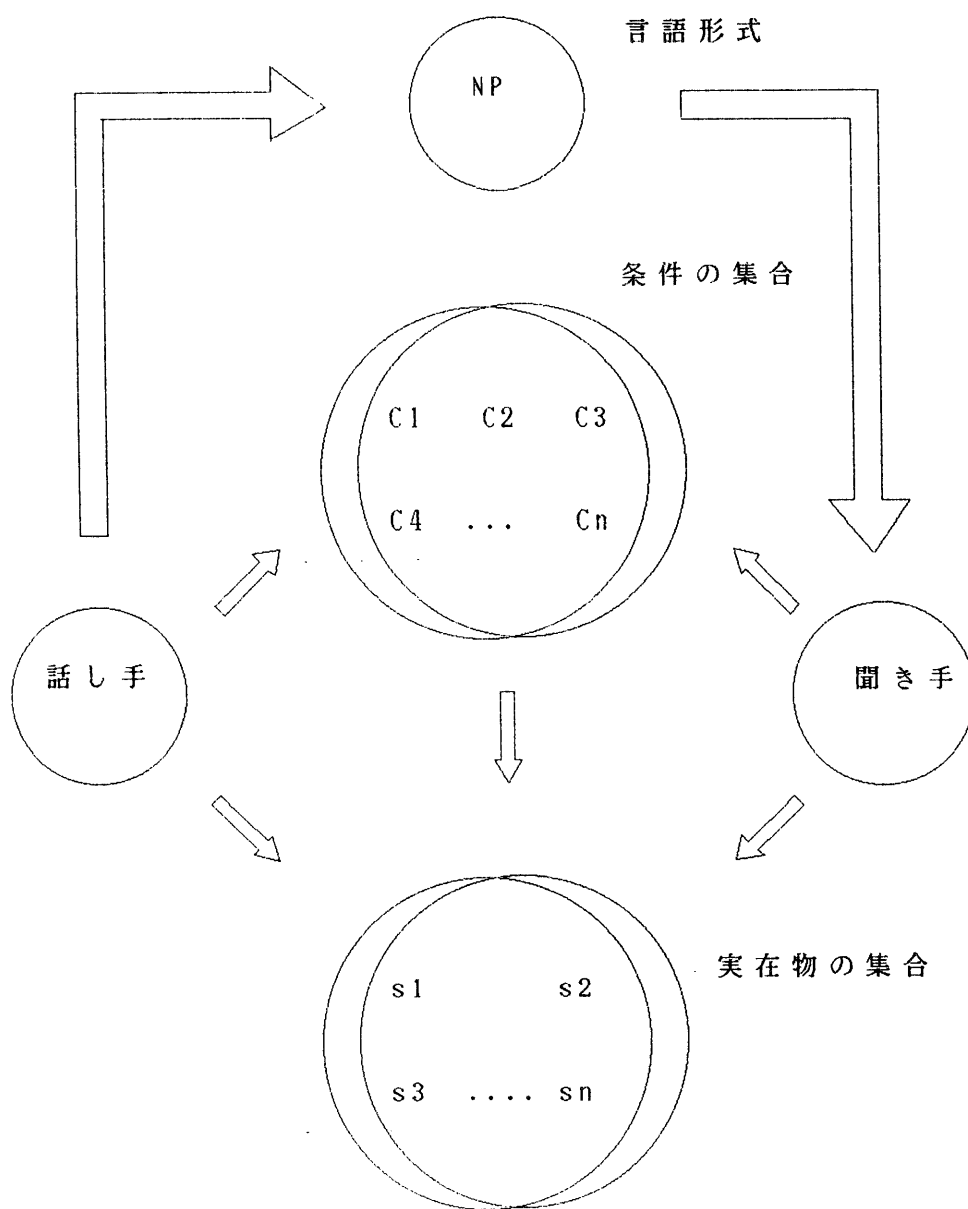 言語形式
NP
条件の集合
C1 C2 C3
C4 ... Cn
話し手
聞き手
実在物の集合
s1 s2
s3 .... sn